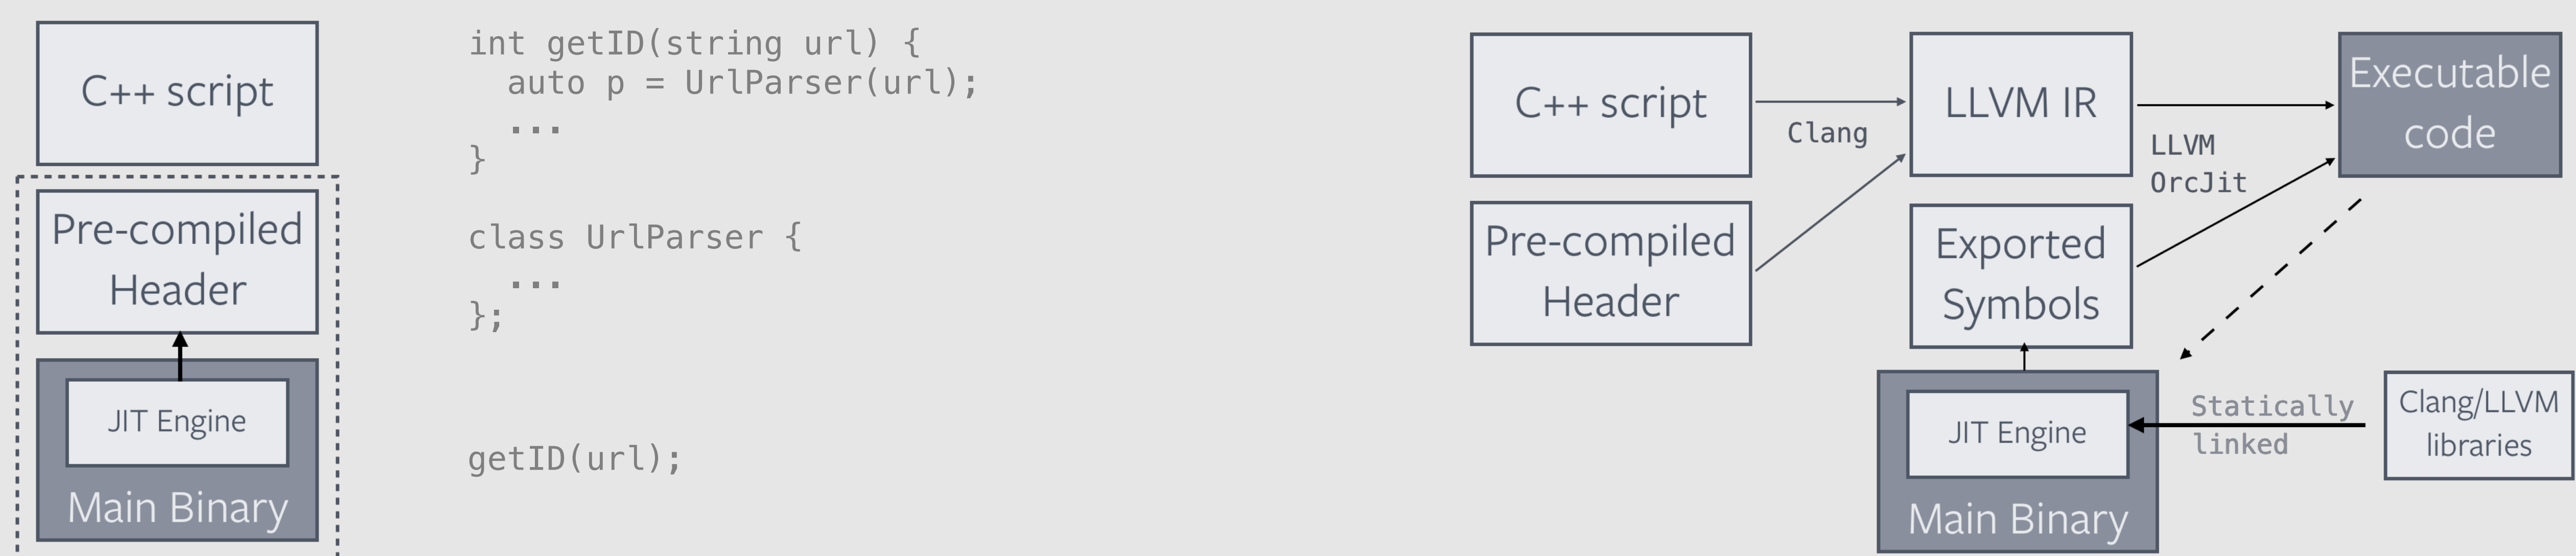 C++ script
Pre-compiled
Header
JIT Engine
Main Binary
int getID(string url) {
  auto p = UrlParser(url);
  ...
}
class UrlParser {
  ...
};
getID(url);
C++ script
Pre-compiled
Header
Clang
LLVM IR
LLVM
OrcJit
Executable
code
Exported
Symbols
JIT Engine
Main Binary
Statically
linked
Clang/LLVM
libraries